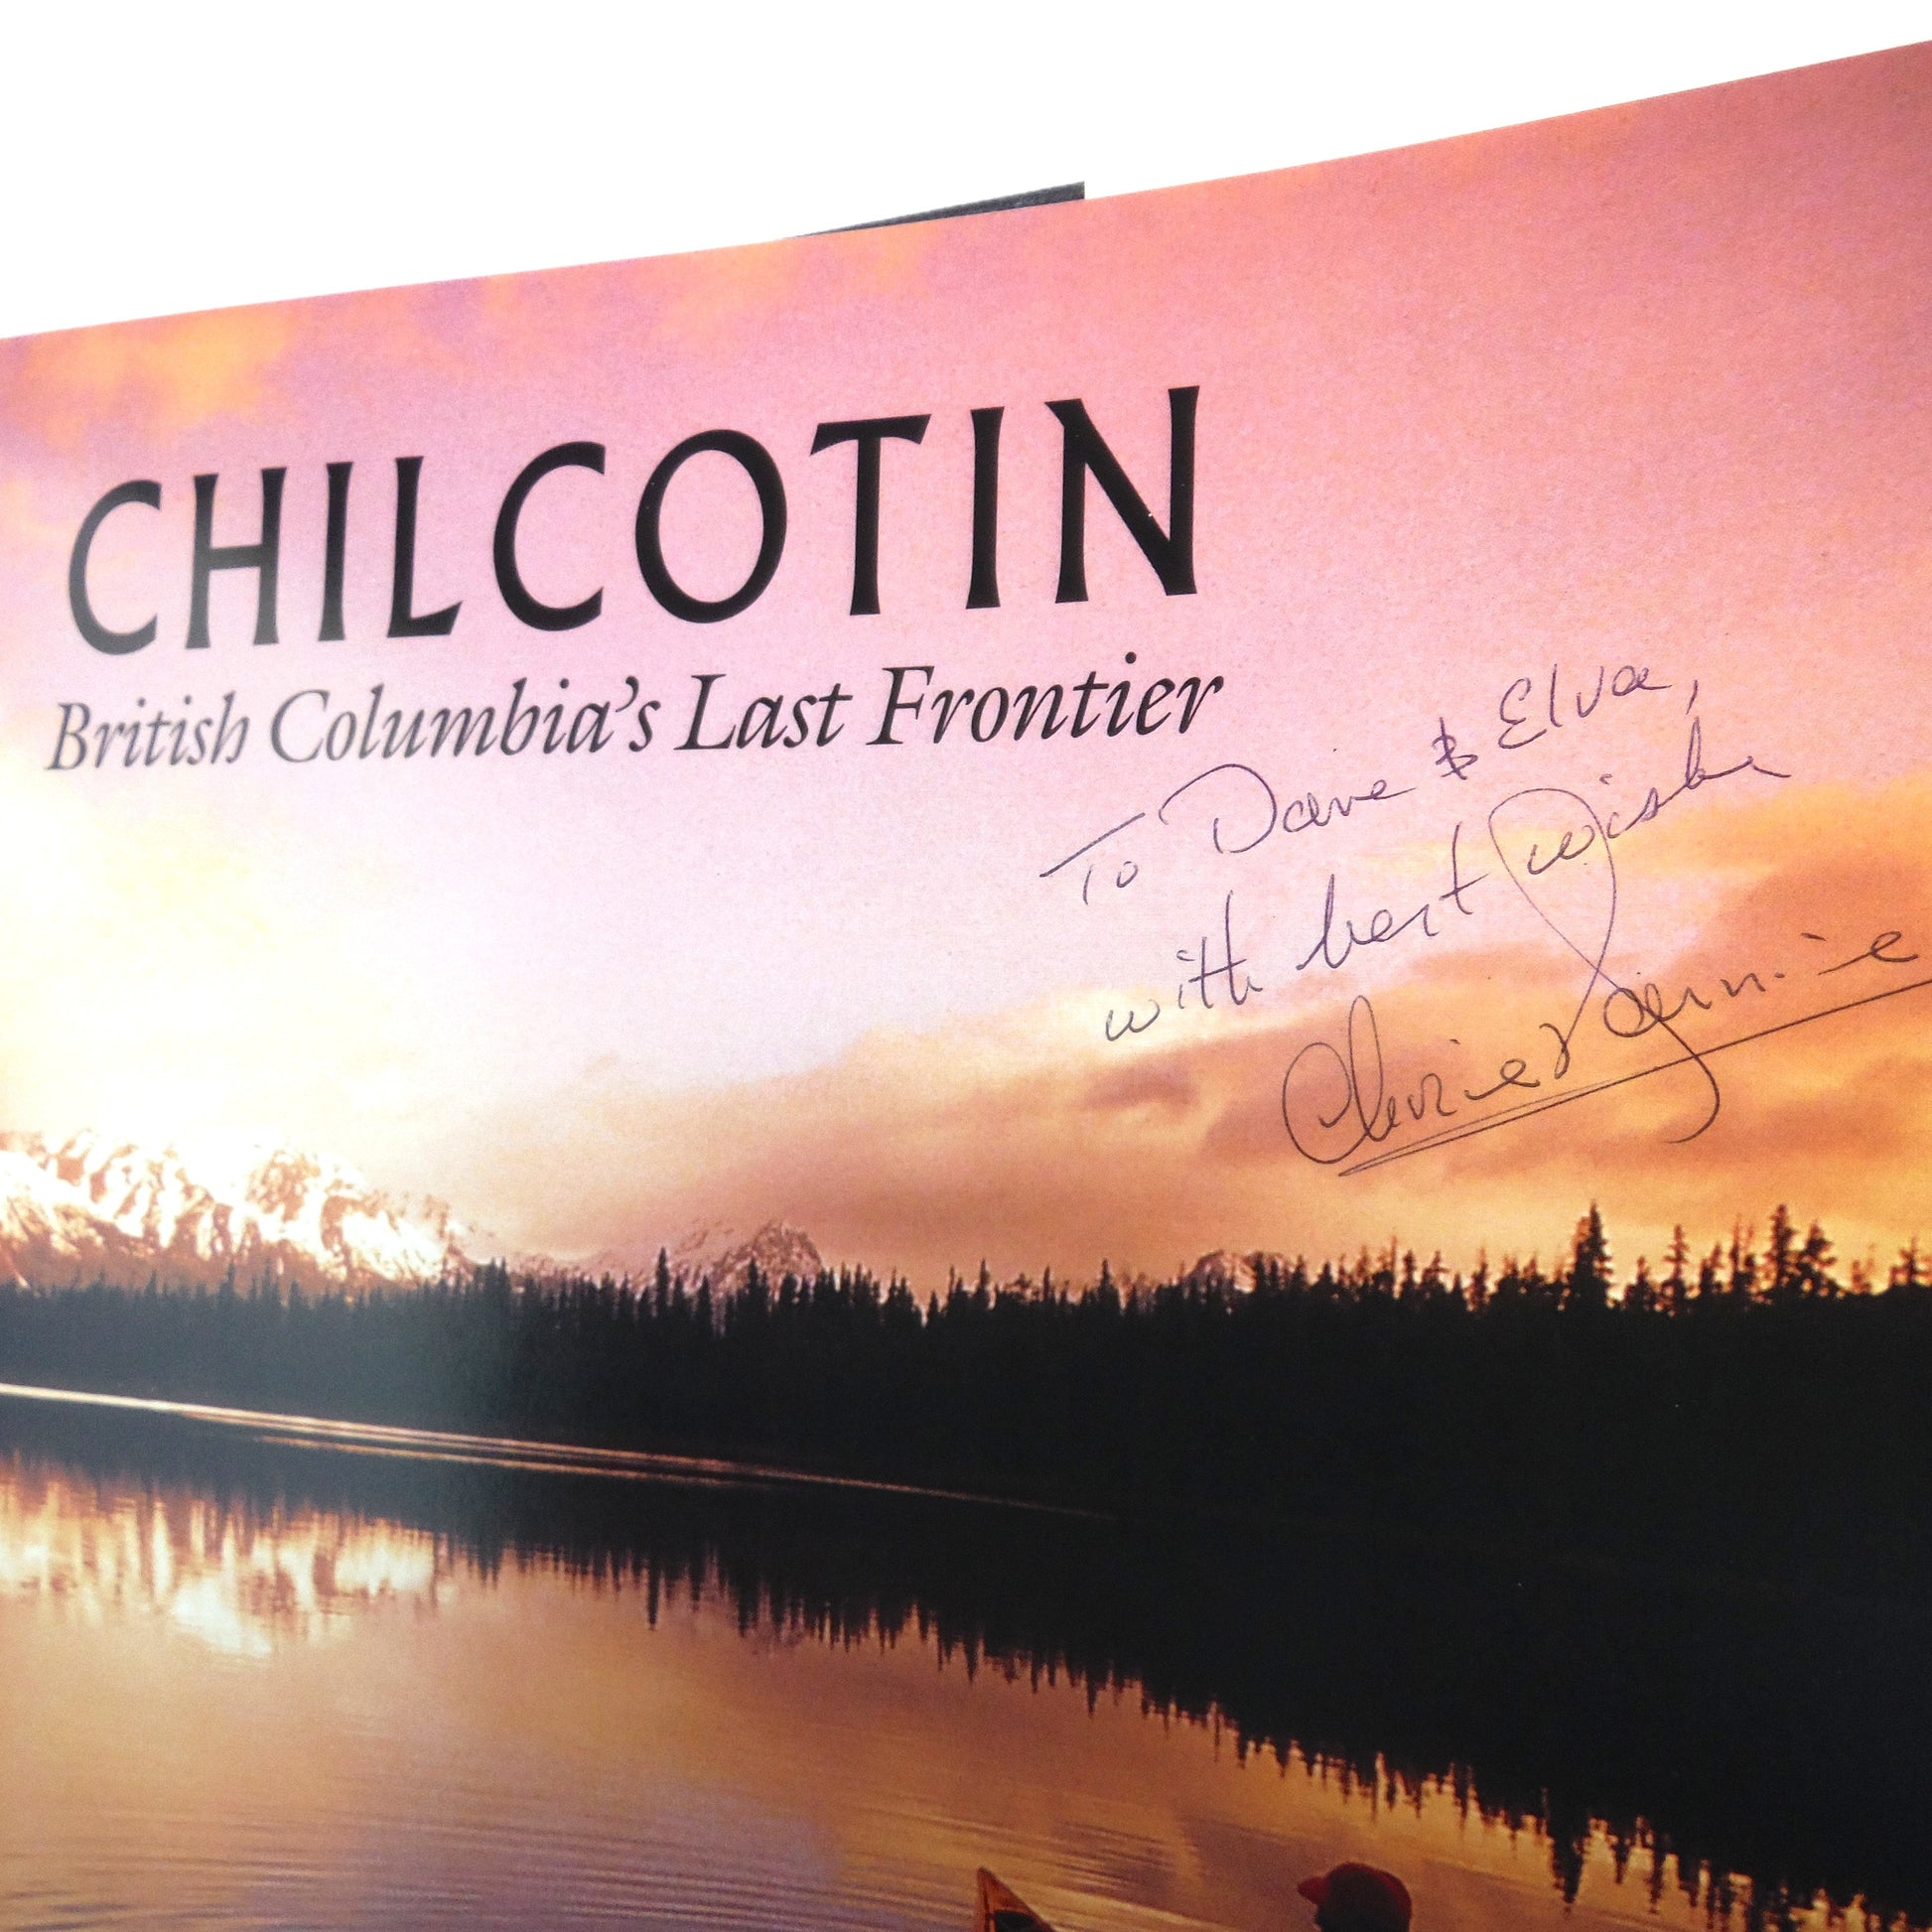 CHILCOTIN
British Columbia's Last Frontier
To Dave & Elva,
with best wishes